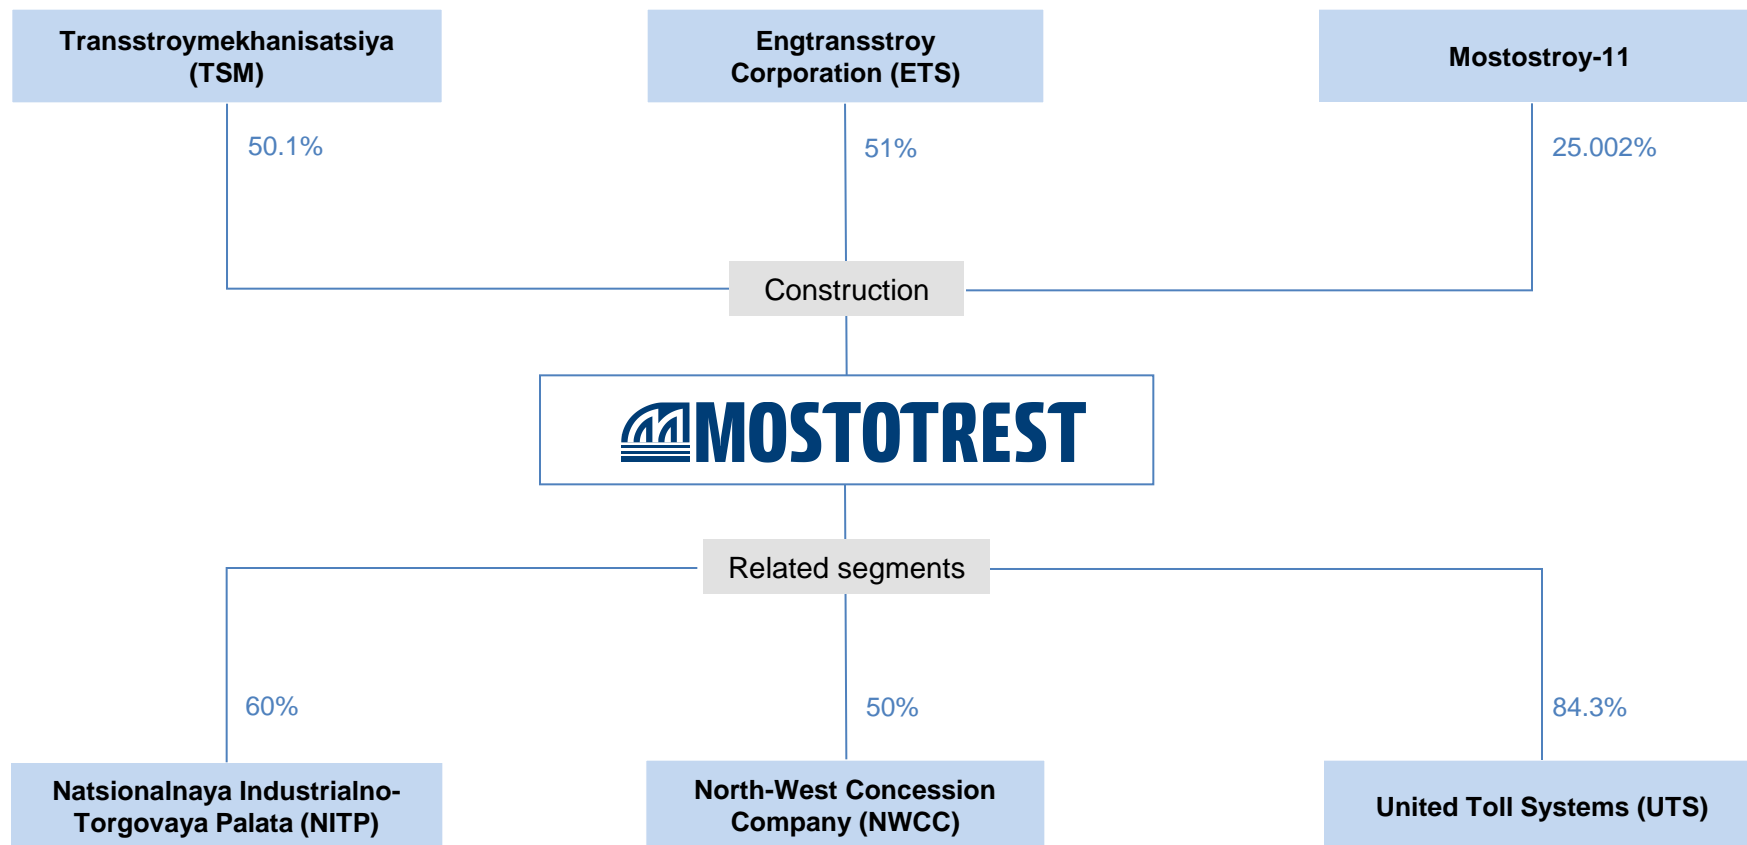 Transstroymekhanisatsiya
(TSM)
Engtransstroy
Corporation (ETS)
Mostostroy-11
50.1%
51%
25.002%
Construction
MOSTOTREST
Related segments
60%
50%
84.3%
Natsionalnaya Industrialno-
Torgovaya Palata (NITP)
North-West Concession
Company (NWCC)
United Toll Systems (UTS)